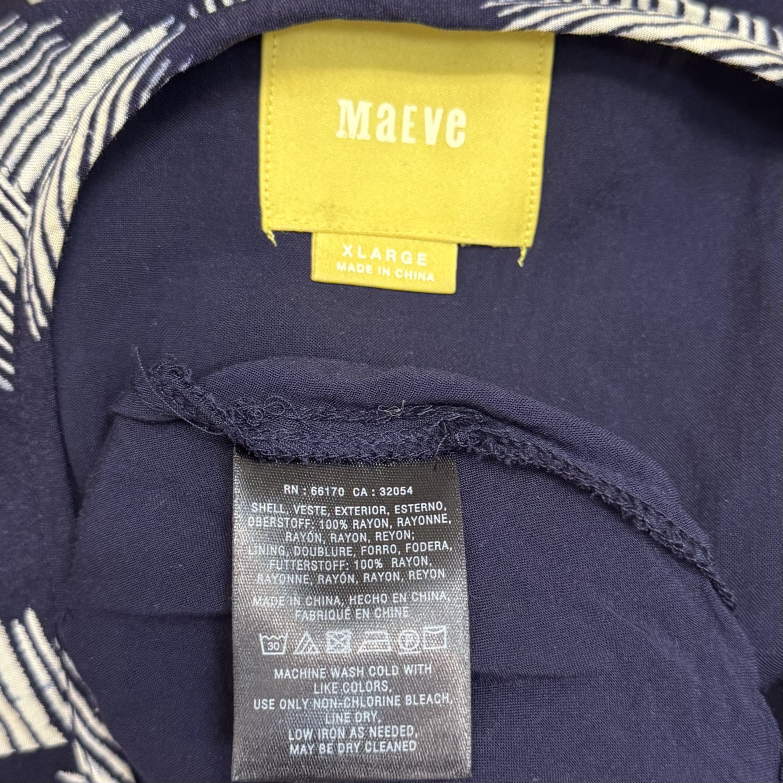 MaEve
XLARGE
MADE IN CHINA
RN : 66170 CA : 32054
SHELL, VESTE, EXTERIOR, ESTERNO,
OBERSTOFF: 100% RAYON, RAYONNE,
RAYÓN, RAYON, REYON;
LINING, DOUBLURE, FORRO, FODERA,
FUTTERSTOFF: 100% RAYON,
RAYONNE, RAYÓN, RAYON, REYON
MADE IN CHINA, HECHO EN CHINA,
FABRIQUÉ EN CHINE
30
MACHINE WASH COLD WITH
LIKE COLORS,
USE ONLY NON-CHLORINE BLEACH,
LINE DRY,
LOW IRON AS NEEDED,
MAY BE DRY CLEANED